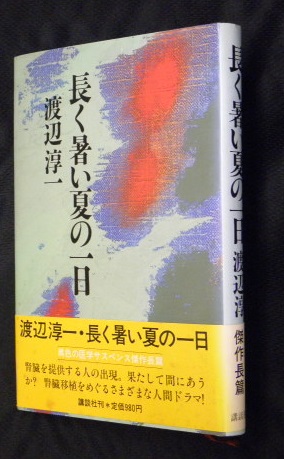 長く暑い夏の一日
渡辺淳一
渡辺淳一・長く暑い夏の一日
異色の医学サスペンス傑作長篇
腎臓を提供する人の出現。果たして間にあう
か? 腎臓移植をめぐるさまざまな人間ドラマ!
講談社刊*定価980円
長く暑い夏の一日
渡辺淳
傑作長篇
講談